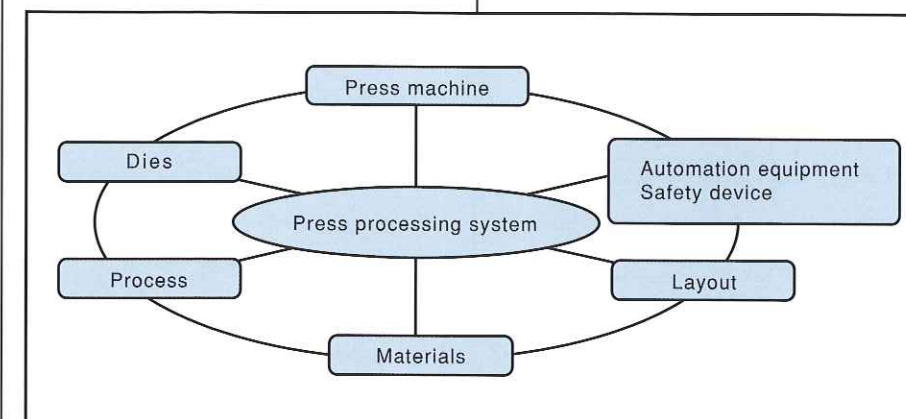 Press machine
Dies
Automation equipment
Safety device
Press processing system
Process
Layout
Materials